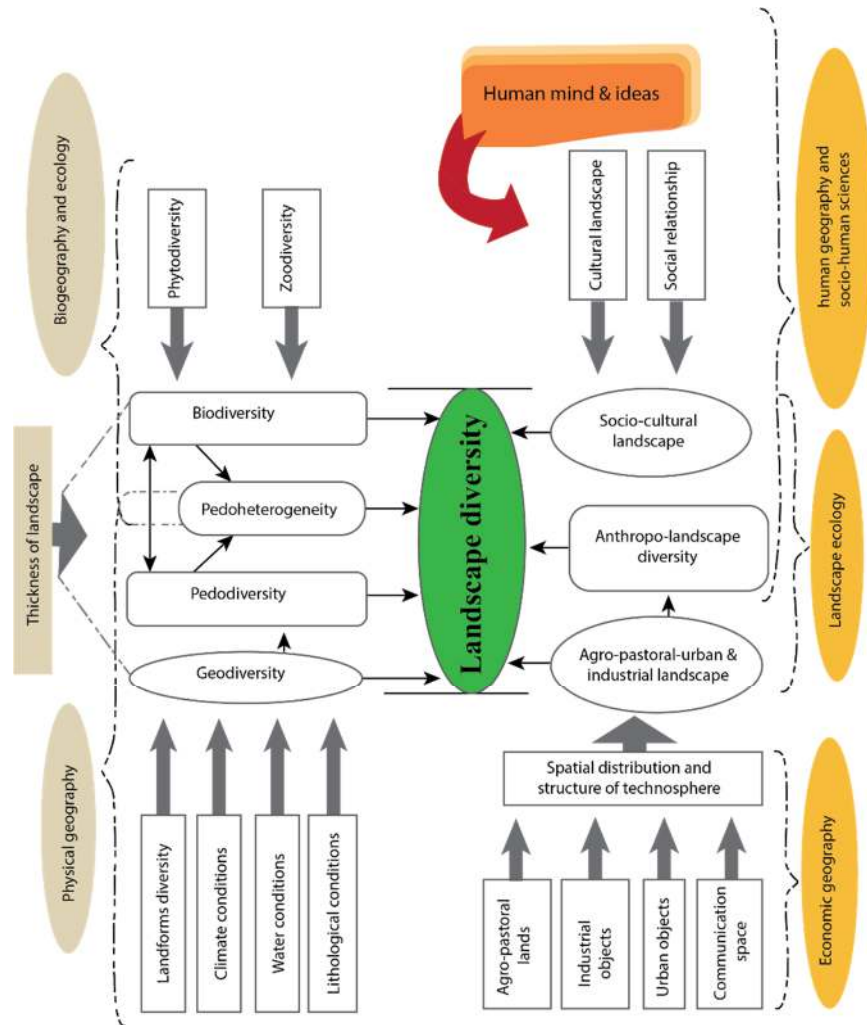 Human mind & ideas
Biogeography and ecology
Phytodiversity
Zoodiversity
Cultural landscape
Social relationship
human geography and
socio-human sciences
Thickness of landscape
Biodiversity
Pedoheterogeneity
Pedodiversity
Geodiversity
Landscape diversity
Socio-cultural
landscape
Anthropo-landscape
diversity
Agro-pastoral-urban &
industrial landscape
Landscape ecology
Physical geography
Landforms diversity
Climate conditions
Water conditions
Lithological conditions
Spatial distribution and
structure of technosphere
Agro-pastoral
lands
Industrial
objects
Urban objects
Communication
space
Economic geography